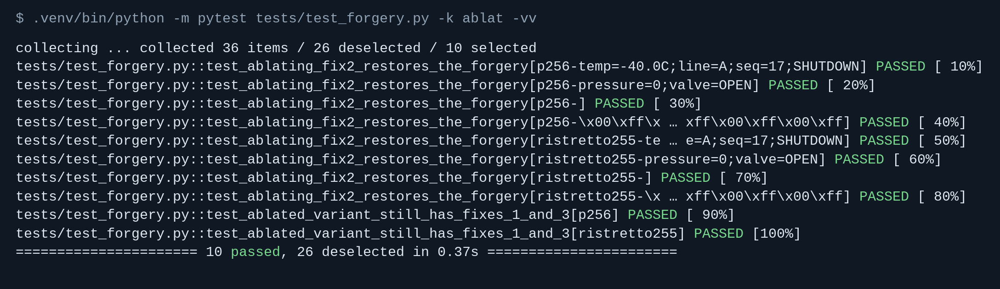 $ .venv/bin/python -m pytest tests/test_forgery.py -k ablat -vv
collecting ... collected 36 items / 26 deselected / 10 selected
tests/test_forgery.py::test_ablating_fix2_restores_the_forgery[p256-temp=-40.0C;line=A;seq=17;SHUTDOWN] PASSED [ 10%]
tests/test_forgery.py::test_ablating_fix2_restores_the_forgery[p256-pressure=0;valve=OPEN] PASSED [ 20%]
tests/test_forgery.py::test_ablating_fix2_restores_the_forgery[p256-] PASSED [ 30%]
tests/test_forgery.py::test_ablating_fix2_restores_the_forgery[p256-\x00\xff\x … xff\x00\xff\x00\xff] PASSED [ 40%]
tests/test_forgery.py::test_ablating_fix2_restores_the_forgery[ristretto255-te … e=A;seq=17;SHUTDOWN] PASSED [ 50%]
tests/test_forgery.py::test_ablating_fix2_restores_the_forgery[ristretto255-pressure=0;valve=OPEN] PASSED [ 60%]
tests/test_forgery.py::test_ablating_fix2_restores_the_forgery[ristretto255-] PASSED [ 70%]
tests/test_forgery.py::test_ablating_fix2_restores_the_forgery[ristretto255-\x … xff\x00\xff\x00\xff] PASSED [ 80%]
tests/test_forgery.py::test_ablated_variant_still_has_fixes_1_and_3[p256] PASSED [ 90%]
tests/test_forgery.py::test_ablated_variant_still_has_fixes_1_and_3[ristretto255] PASSED [100%]
====================== 10 passed, 26 deselected in 0.37s =======================